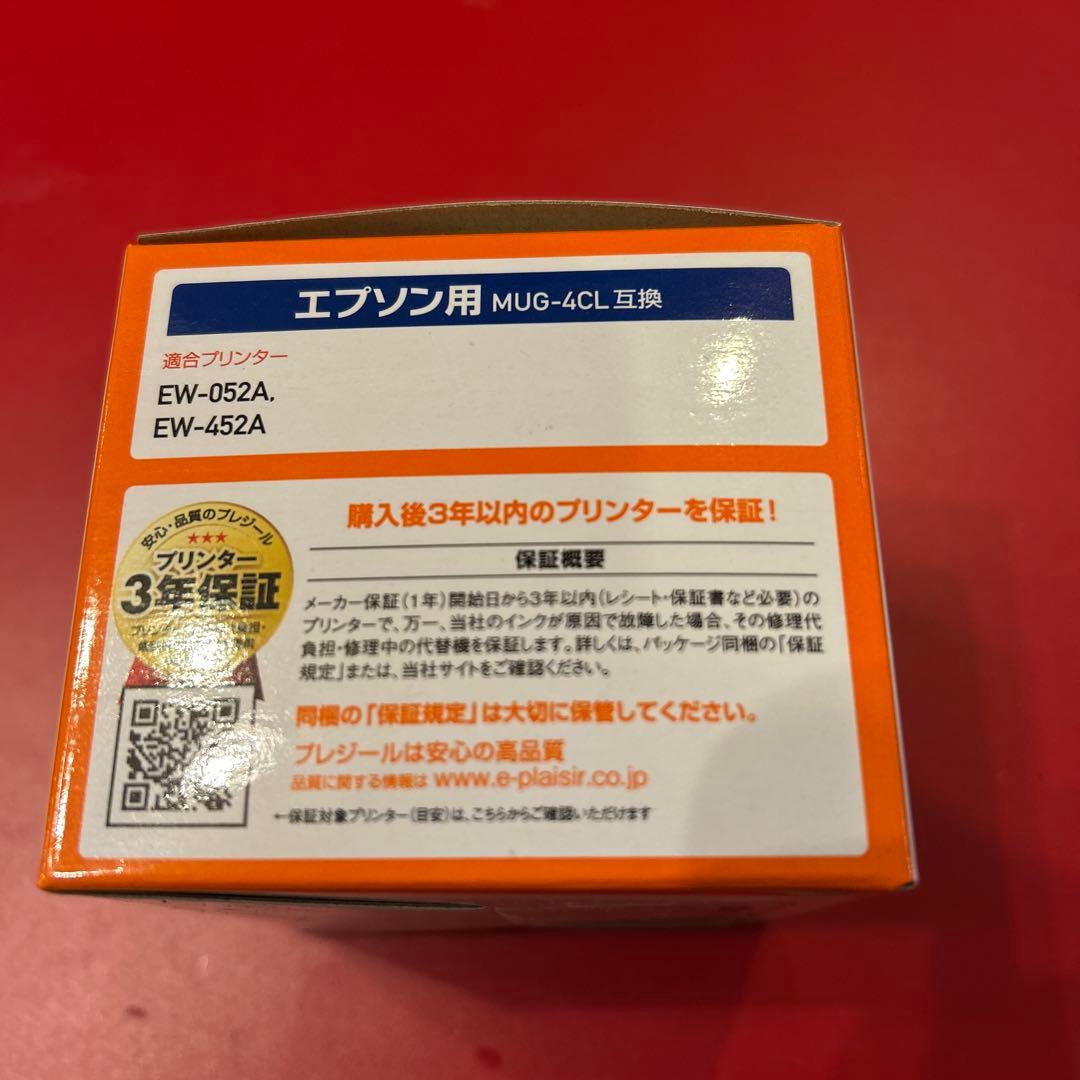 エプソン用 MUG-4CL互換
適合プリンター
EW-052A,
EW-452A
購入後3年以内のプリンターを保証！
保証概要
メーカー保証(1年)開始日から3年以内(レシート・保証書など必要)の
プリンターで、万一、当社のインクが原因で故障した場合、その修理代
負担・修理中の代替機を保証します。詳しくは、パッケージ同梱の「保証
規定」または、当社サイトをご確認ください。
同梱の「保証規定」は大切に保管してください。
プレジールは安心の高品質
品質に関する情報は www.e-plaisir.co.jp
←保証対象プリンター(目安)は、こちらからご確認いただけます
安心・品質のプレジール
★★★
プリンター
3年保証